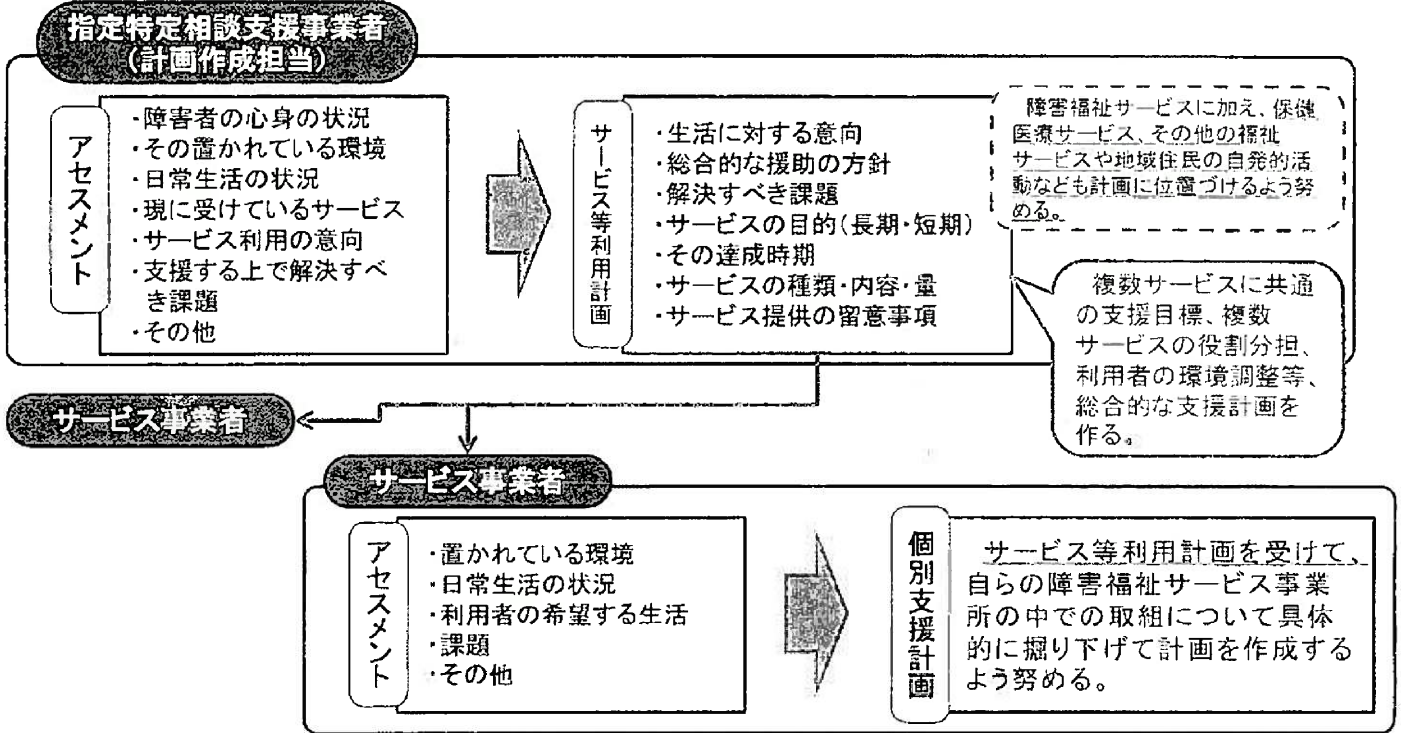 指定特定相談支援事業者
(計画作成担当)
アセスメント
・障害者の心身の状況
・その置かれている環境
・日常生活の状況
・現に受けているサービス
・サービス利用の意向
・支援する上で解決すべ
き課題
・その他
サービス等利用計画
・生活に対する意向
・総合的な援助の方針
・解決すべき課題
・サービスの目的(長期・短期)
・その達成時期
・サービスの種類・内容・量
・サービス提供の留意事項
障害福祉サービスに加え、保健
医療サービス、その他の福祉
サービスや地域住民の自発的活
動なども計画に位置づけるよう努
める。
複数サービスに共通
の支援目標、複数
サービスの役割分担、
利用者の環境調整等、
総合的な支援計画を
作る。
サービス事業者
サービス事業者
アセスメント
・置かれている環境
・日常生活の状況
・利用者の希望する生活
・課題
・その他
個別支援計画
サービス等利用計画を受けて、
自らの障害福祉サービス事業
所の中での取組について具体
的に掘り下げて計画を作成する
よう努める。